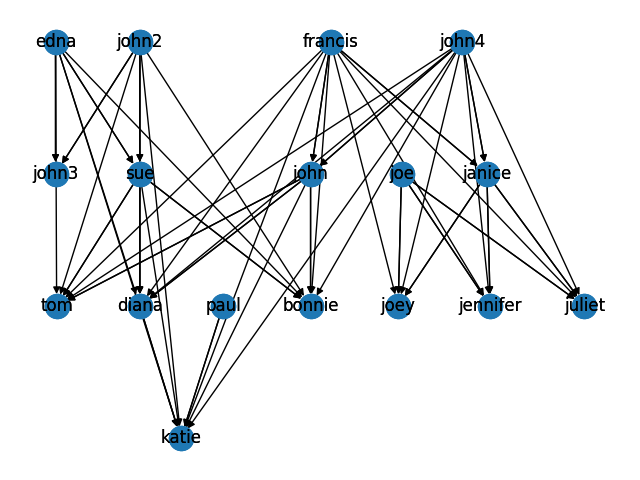 edna john2 francis john4
john3 sue john joe janice
tom diana paul bonnie joey jennifer juliet
katie